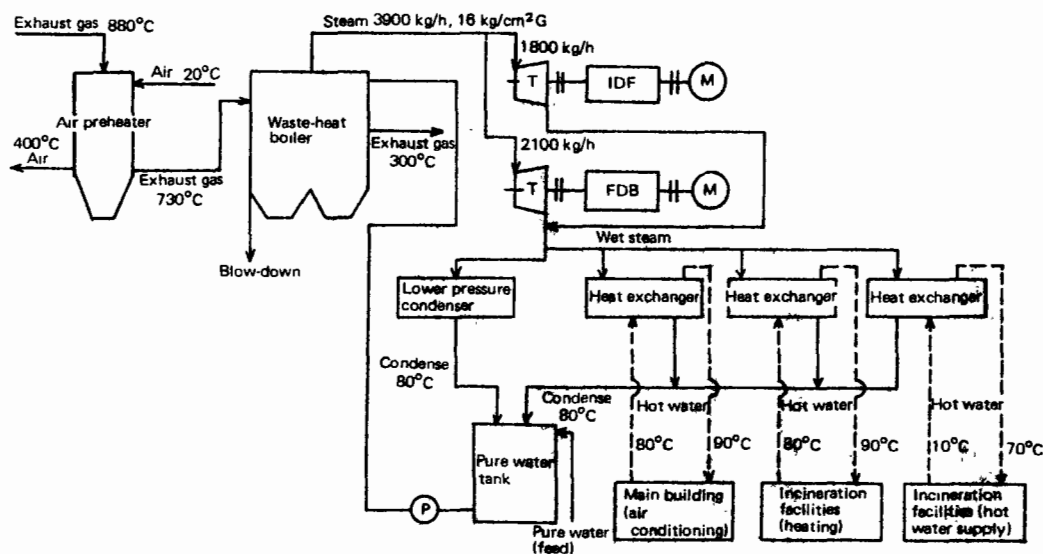 Exhaust gas 880°C
Steam 3900 kg/h, 16 kg/cm²G
1800 kg/h
Air 20°C
T
IDF
M
Air preheater
Waste-heat
boiler
400°C
Air
Exhaust gas
300°C
Exhaust gas
730°C
2100 kg/h
T
FDB
M
Blow-down
Wet steam
Lower pressure
condenser
Heat exchanger
Heat exchanger
Heat exchanger
Condense
80°C
Condense
80°C
Hot water
Hot water
Hot water
80°C
90°C
80°C
90°C
10°C
70°C
Pure water
tank
P
Pure water
(feed)
Main building
(air
conditioning)
Incineration
facilities
(heating)
Incineration
facilities (hot
water supply)